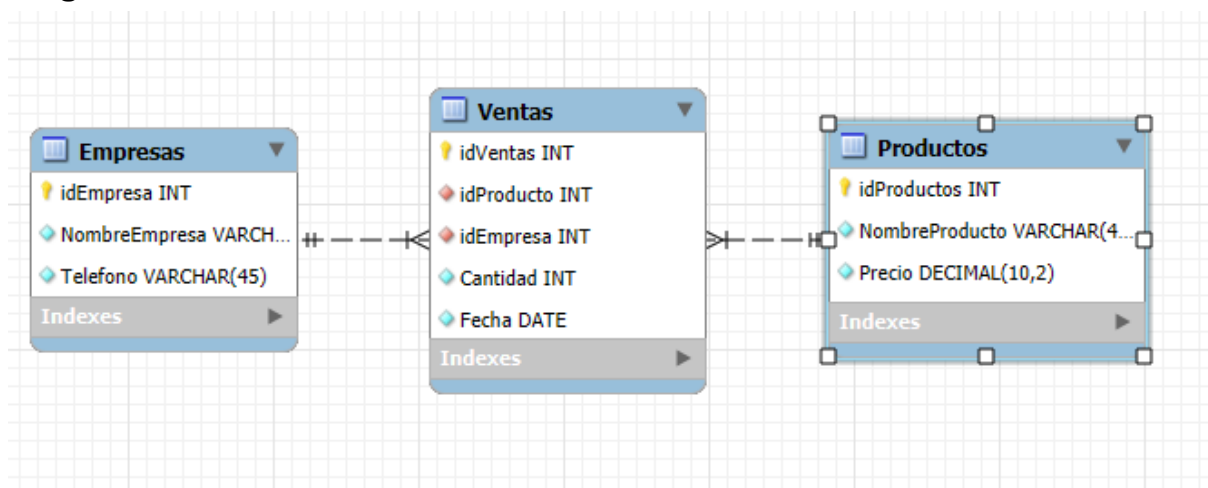 Empresas
idEmpresa INT
NombreEmpresa VARCH...
Telefono VARCHAR(45)
Indexes
Ventas
idVentas INT
idProducto INT
idEmpresa INT
Cantidad INT
Fecha DATE
Indexes
Productos
idProductos INT
NombreProducto VARCHAR(4...
Precio DECIMAL(10,2)
Indexes